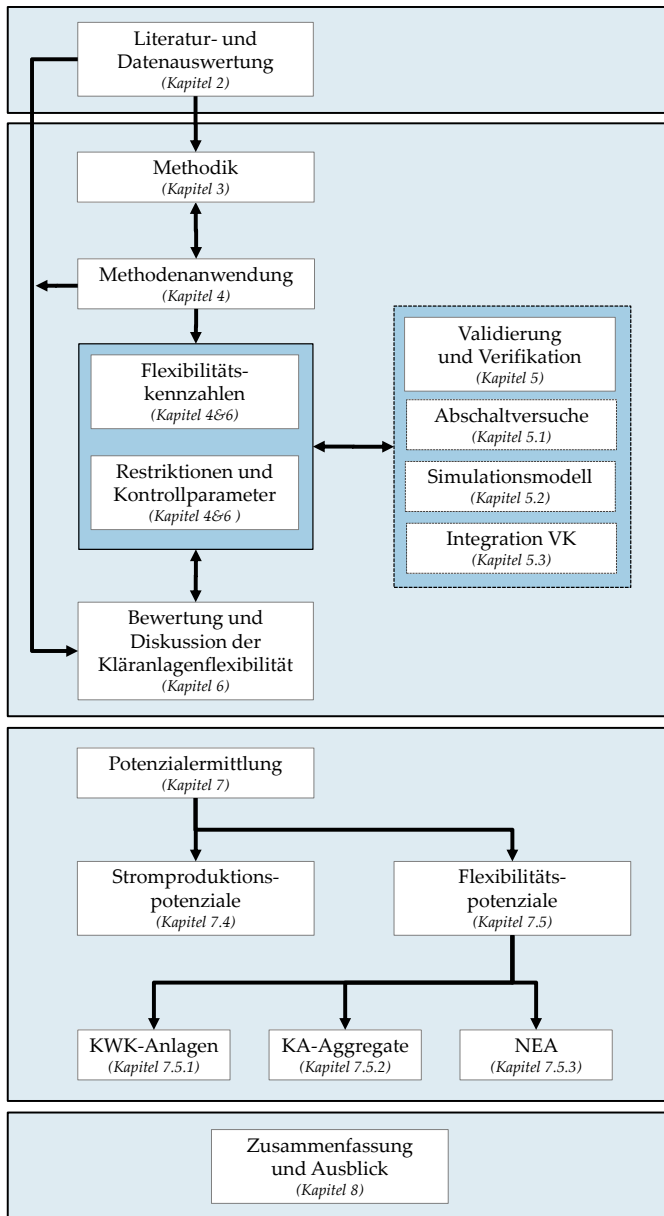 Literatur- und
Datenauswertung
(Kapitel 2)
Methodik
(Kapitel 3)
Methodenanwendung
(Kapitel 4)
Flexibilitäts-
kennzahlen
(Kapitel 4&6)
Restriktionen und
Kontrollparameter
(Kapitel 4&6 )
Validierung
und Verifikation
(Kapitel 5)
Abschaltversuche
(Kapitel 5.1)
Simulationsmodell
(Kapitel 5.2)
Integration VK
(Kapitel 5.3)
Bewertung und
Diskussion der
Kläranlagenflexibilität
(Kapitel 6)
Potenzialermittlung
(Kapitel 7)
Stromproduktions-
potenziale
(Kapitel 7.4)
Flexibilitäts-
potenziale
(Kapitel 7.5)
KWK-Anlagen
(Kapitel 7.5.1)
KA-Aggregate
(Kapitel 7.5.2)
NEA
(Kapitel 7.5.3)
Zusammenfassung
und Ausblick
(Kapitel 8)